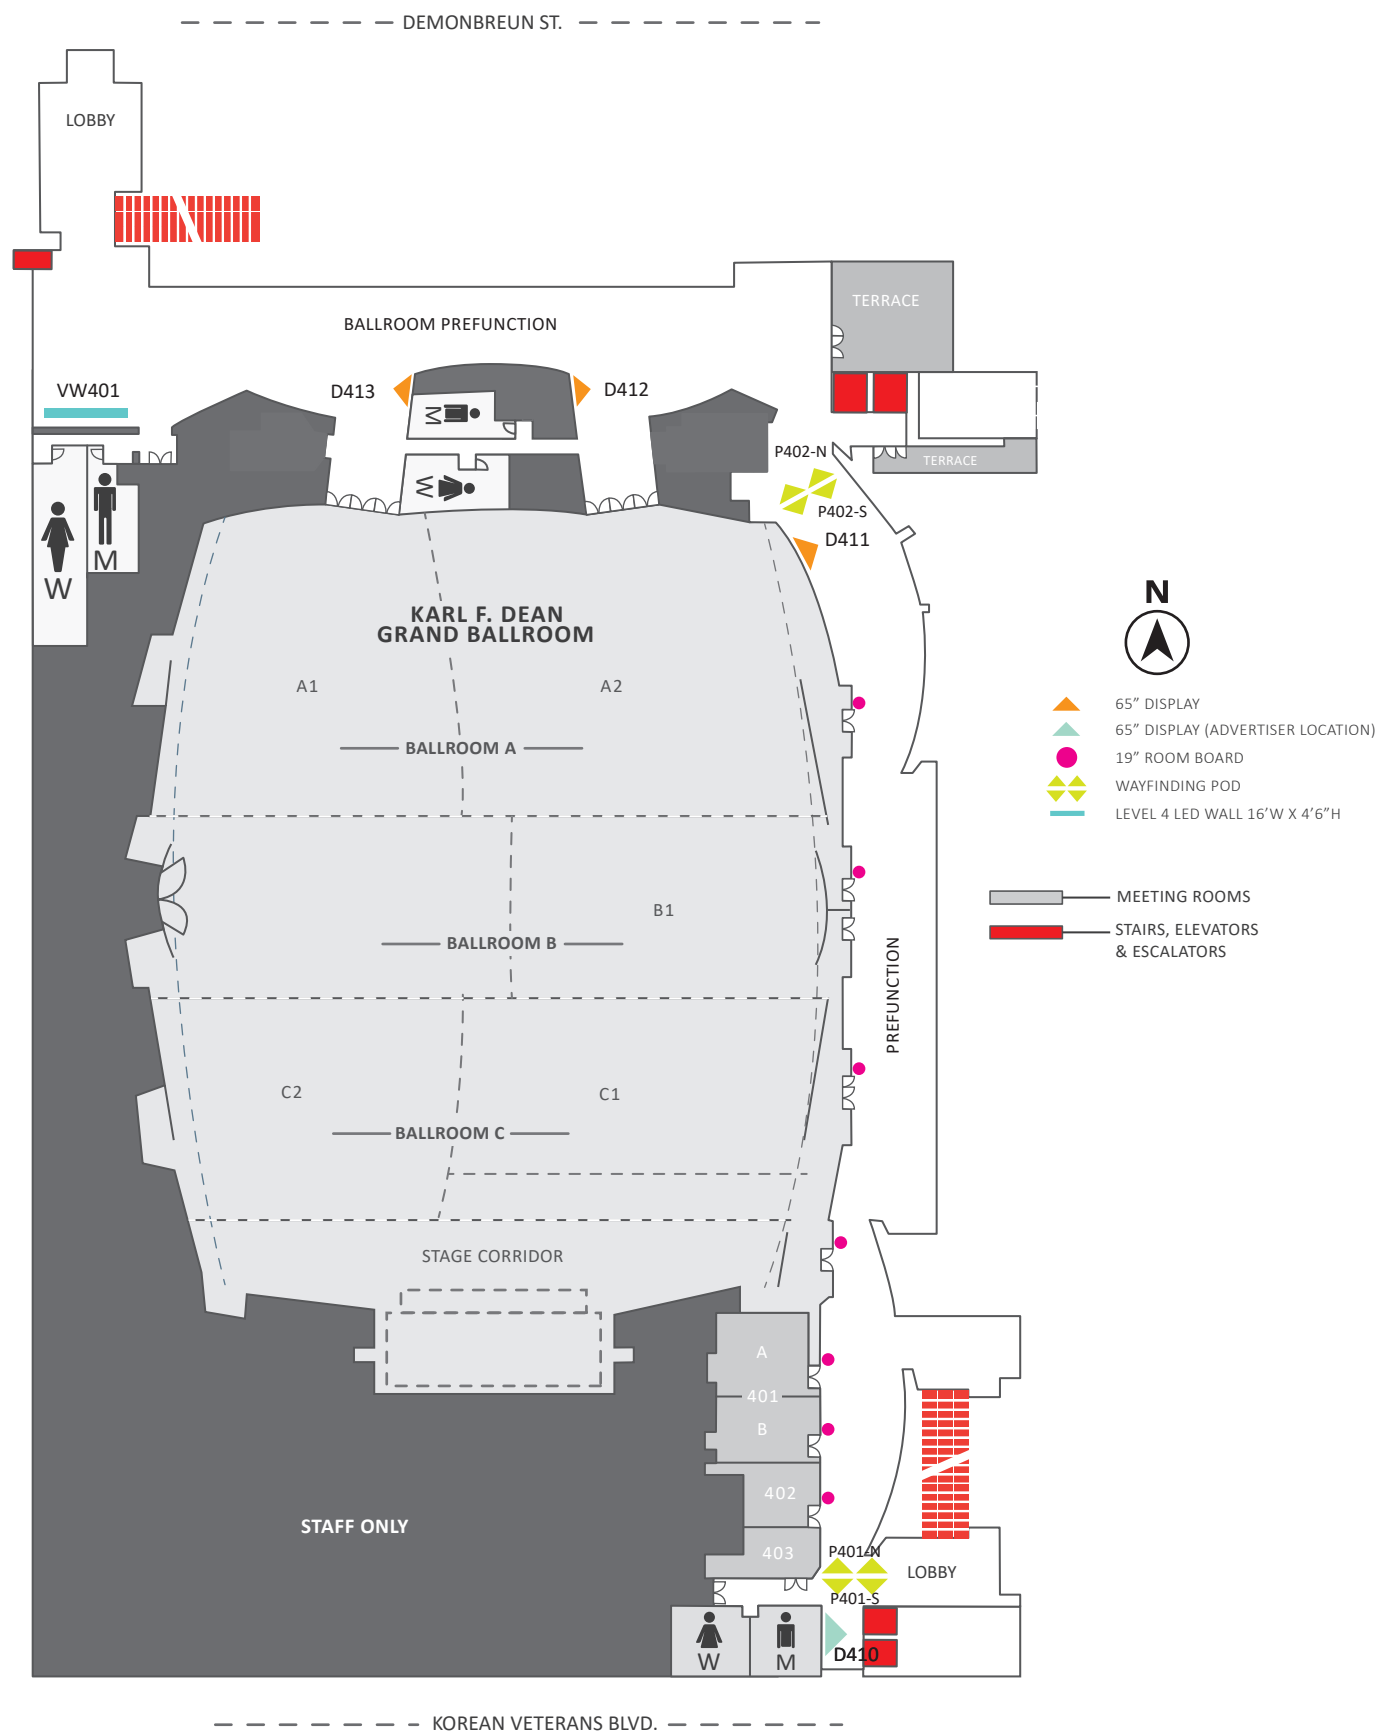 DEMONBREUN ST.
LOBBY
TERRACE
BALLROOM PREFUNCTION
D413
D412
VW401
M
P402-N
TERRACE
W
P402-S
D411
M
W
N
KARL F. DEAN
GRAND BALLROOM
A1
A2
65” DISPLAY
65” DISPLAY (ADVERTISER LOCATION)
BALLROOM A
19” ROOM BOARD
WAYFINDING POD
LEVEL 4 LED WALL 16’W X 4’6”H
MEETING ROOMS
B1
STAIRS, ELEVATORS
& ESCALATORS
BALLROOM B
PREFUNCTION
C2
C1
BALLROOM C
STAGE CORRIDOR
A
401
B
402
STAFF ONLY
403
P401-N
LOBBY
P401-S
D410
W
M
KOREAN VETERANS BLVD.